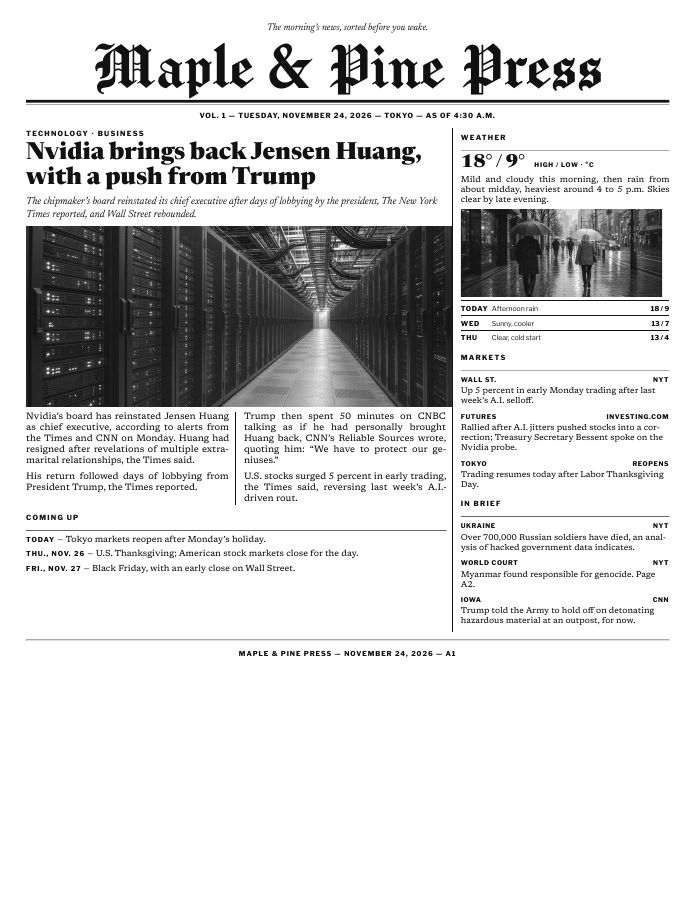 The morning's news, sorted before you wake.
Maple & Pine Press
VOL. 1 — TUESDAY, NOVEMBER 24, 2026 — TOKYO — AS OF 4:30 A.M.
TECHNOLOGY · BUSINESS
Nvidia brings back Jensen Huang,
with a push from Trump
The chipmaker's board reinstated its chief executive after days of lobbying by the president, The New York
Times reported, and Wall Street rebounded.
Nvidia's board has reinstated Jensen Huang
as chief executive, according to alerts from
the Times and CNN on Monday. Huang had
resigned after revelations of multiple extra-
marital relationships, the Times said.
His return followed days of lobbying from
President Trump, the Times reported.
Trump then spent 50 minutes on CNBC
talking as if he had personally brought
Huang back, CNN's Reliable Sources wrote,
quoting him: “We have to protect our ge-
niuses.”
U.S. stocks surged 5 percent in early trading,
the Times said, reversing last week's A.I.-
driven rout.
COMING UP
TODAY — Tokyo markets reopen after Monday's holiday.
THU., NOV. 26 — U.S. Thanksgiving; American stock markets close for the day.
FRI., NOV. 27 — Black Friday, with an early close on Wall Street.
WEATHER
18° / 9° HIGH / LOW · °C
Mild and cloudy this morning, then rain from
about midday, heaviest around 4 to 5 p.m. Skies
clear by late evening.
TODAY Afternoon rain 18 / 9
WED Sunny, cooler 13 / 7
THU Clear, cold start 13 / 4
MARKETS
WALL ST. NYT
Up 5 percent in early Monday trading after last
week's A.I. selloff.
FUTURES INVESTING.COM
Rallied after A.I. jitters pushed stocks into a cor-
rection; Treasury Secretary Bessent spoke on the
Nvidia probe.
TOKYO REOPENS
Trading resumes today after Labor Thanksgiving
Day.
IN BRIEF
UKRAINE NYT
Over 700,000 Russian soldiers have died, an anal-
ysis of hacked government data indicates.
WORLD COURT NYT
Myanmar found responsible for genocide. Page
A2.
IOWA CNN
Trump told the Army to hold off on detonating
hazardous material at an outpost, for now.
MAPLE & PINE PRESS — NOVEMBER 24, 2026 — A1